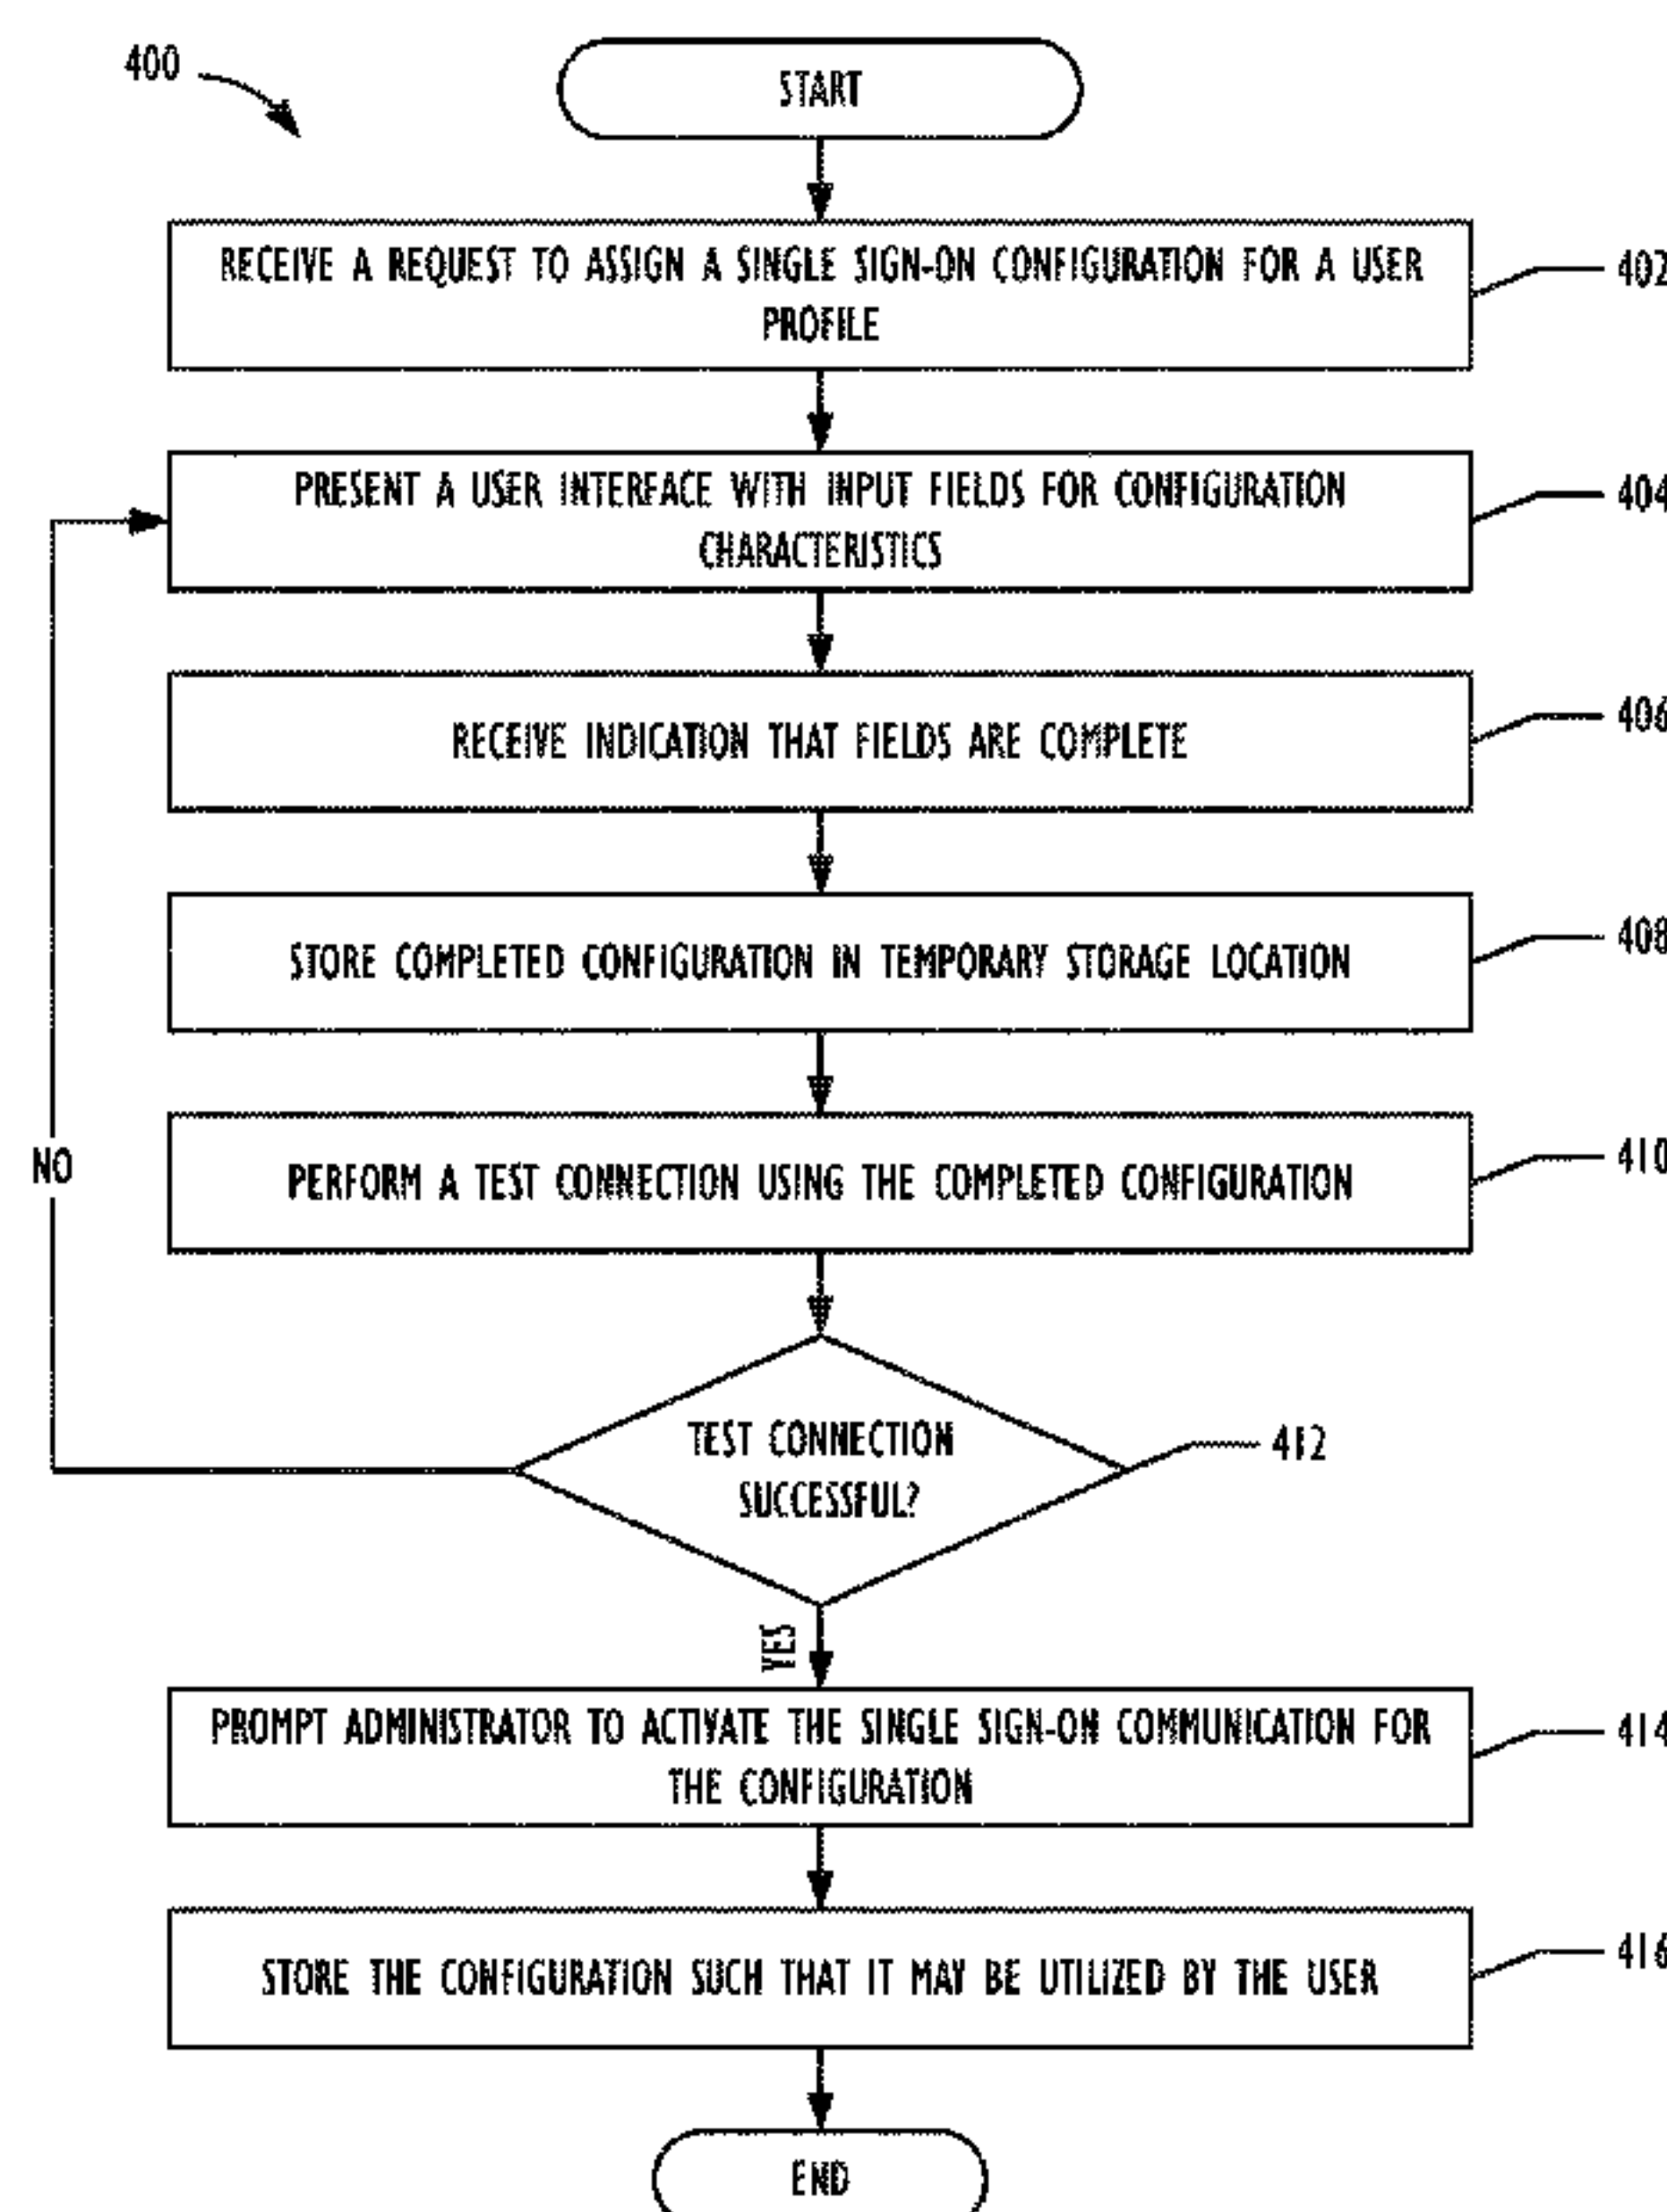 400
START
RECEIVE A REQUEST TO ASSIGN A SINGLE SIGN-ON CONFIGURATION FOR A USER
PROFILE
402
PRESENT A USER INTERFACE WITH INPUT FIELDS FOR CONFIGURATION
CHARACTERISTICS
404
RECEIVE INDICATION THAT FIELDS ARE COMPLETE
406
STORE COMPLETED CONFIGURATION IN TEMPORARY STORAGE LOCATION
408
PERFORM A TEST CONNECTION USING THE COMPLETED CONFIGURATION
410
NO
TEST CONNECTION
SUCCESSFUL?
412
YES
PROMPT ADMINISTRATOR TO ACTIVATE THE SINGLE SIGN-ON COMMUNICATION FOR
THE CONFIGURATION
414
STORE THE CONFIGURATION SUCH THAT IT MAY BE UTILIZED BY THE USER
416
END